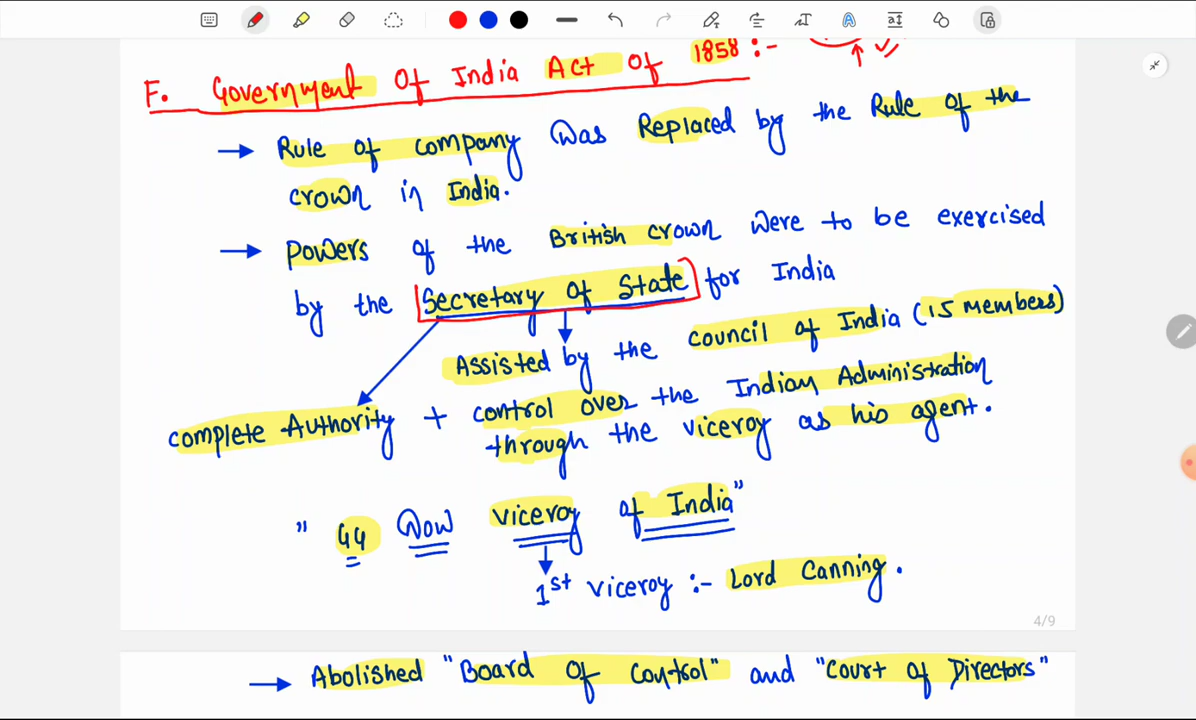 F. Government Of India Act Of 1858 :-
→ Rule of company was Replaced by the Rule of the
crown in India.
→ Powers of the British crown were to be exercised
by the Secretary Of State for India
Assisted by the council of India (15 members)
complete Authority + control over the Indian Administration
through the viceroy as his agent.
" GG Now viceroy of India"
1st viceroy :- Lord Canning.
4/9
→ Abolished "Board Of Control" and "Court of Directors"